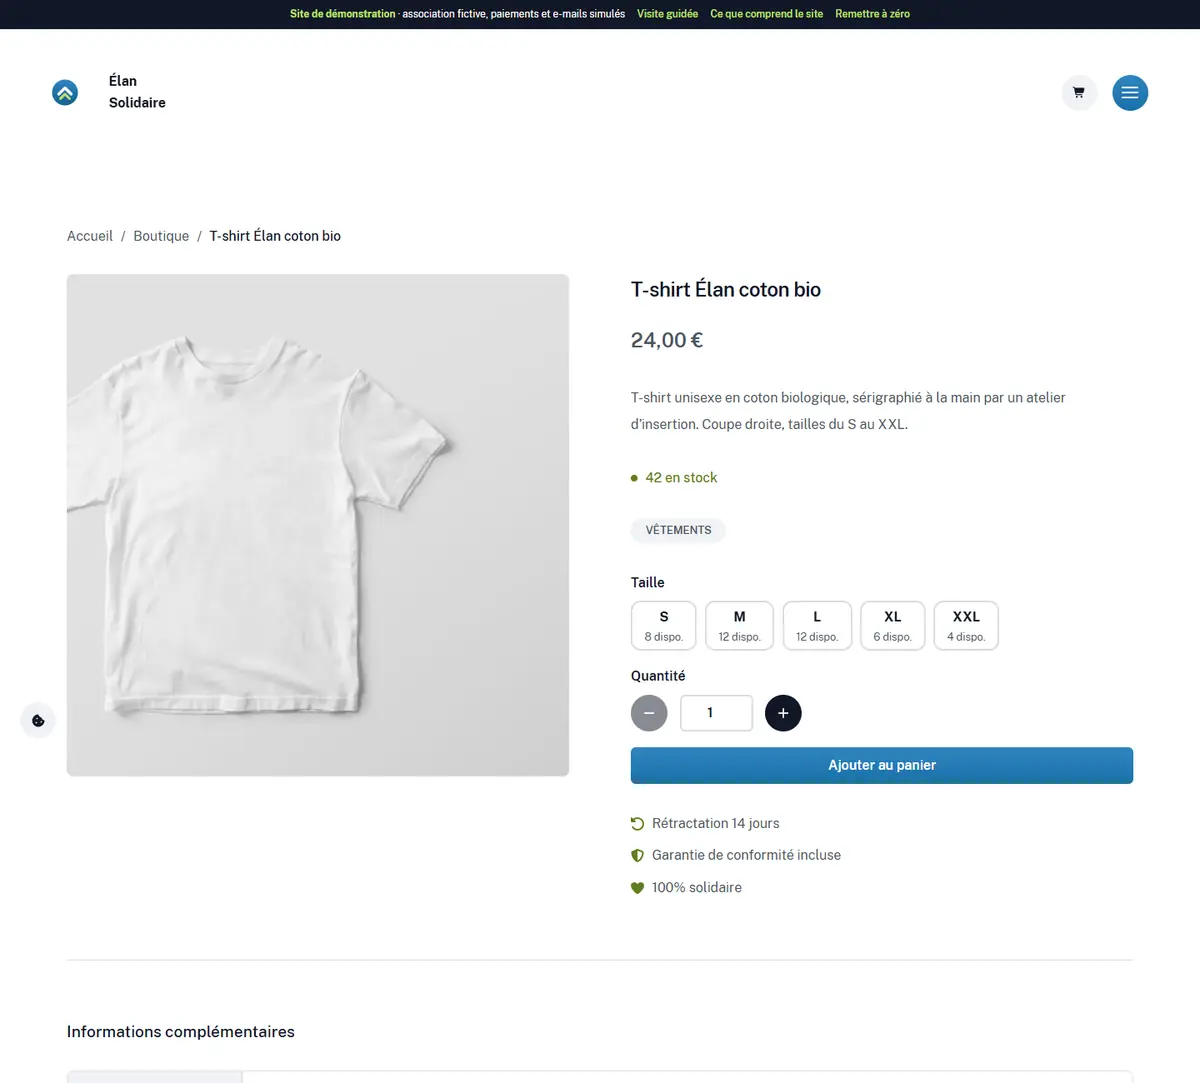 Site de démonstration · association fictive, paiements et e-mails simulés Visite guidée Ce que comprend le site Remettre à zéro
Élan
Solidaire
Accueil / Boutique / T-shirt Élan coton bio
T-shirt Élan coton bio
24,00 €
T-shirt unisexe en coton biologique, sérigraphié à la main par un atelier
d'insertion. Coupe droite, tailles du S au XXL.
42 en stock
VÊTEMENTS
Taille
S M L XL XXL
8 dispo. 12 dispo. 12 dispo. 6 dispo. 4 dispo.
Quantité
− 1 +
Ajouter au panier
Rétractation 14 jours
Garantie de conformité incluse
100% solidaire
Informations complémentaires